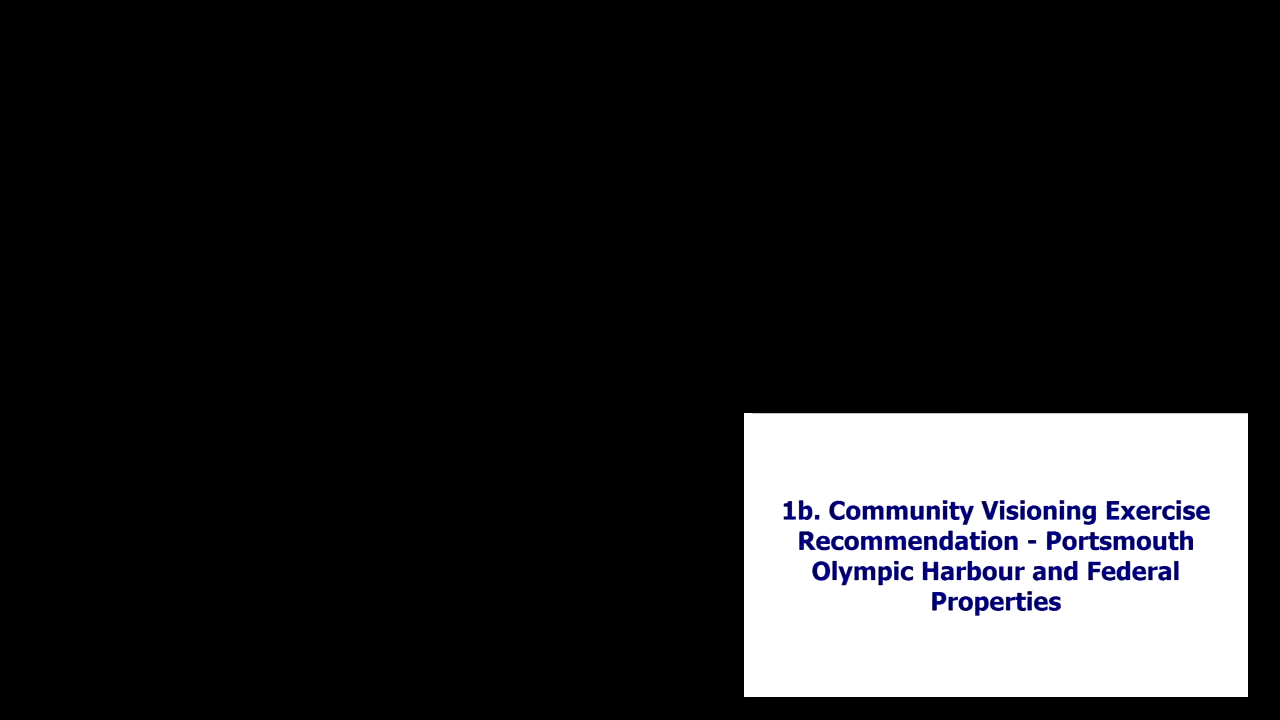 1b. Community Visioning Exercise
Recommendation - Portsmouth
Olympic Harbour and Federal
Properties